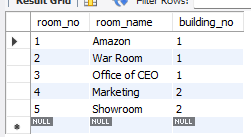 Result Grid Filter Rows:
room_no room_name building_no
1 Amazon 1
2 War Room 1
3 Office of CEO 1
4 Marketing 2
5 Showroom 2
NULL NULL NULL